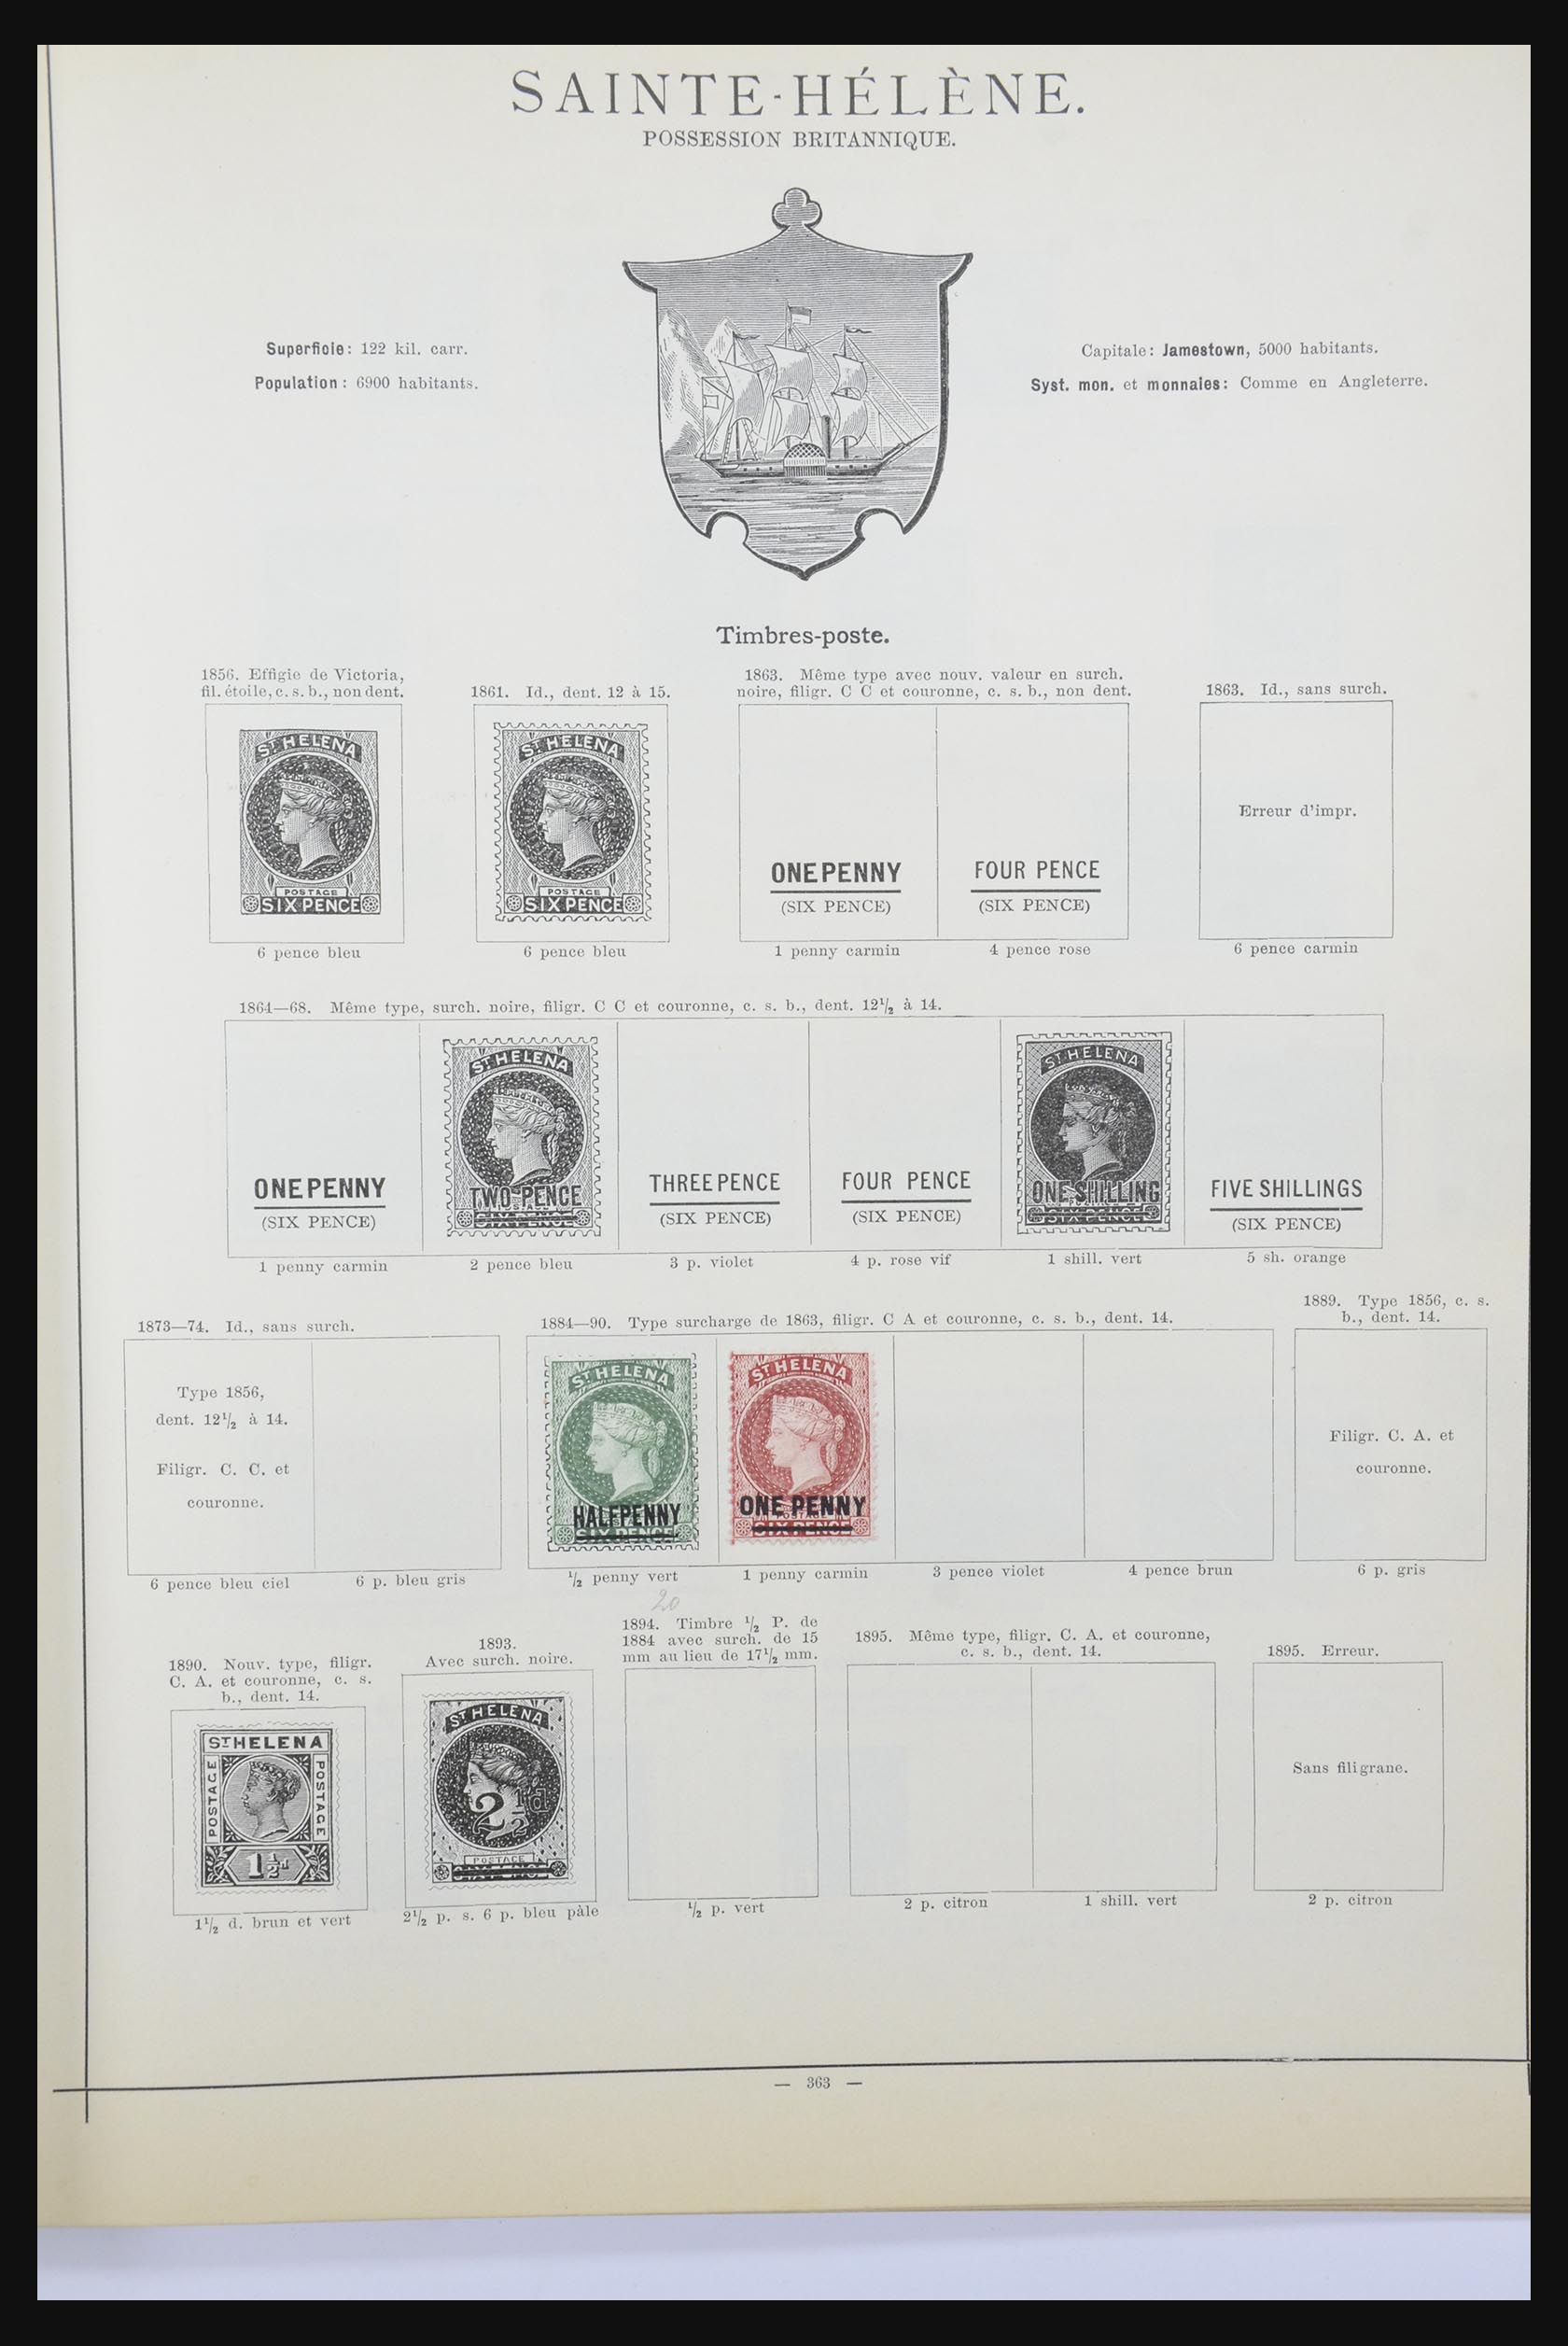 SAINTE-HÉLÈNE.
POSSESSION BRITANNIQUE.
Superficie: 122 kil. carr.
Population: 6900 habitants.
Capitale: Jamestown, 5000 habitants.
Syst. mon. et monnaies: Comme en Angleterre.
Timbres-poste.
1856. Effigie de Victoria,
fil. étoile, c. s. b., non dent.
1861. Id., dent. 12 à 15.
1863. Même type avec nouv. valeur en surch.
noire, filigr. C C et couronne, c. s. b., non dent.
1863. Id., sans surch.
ST HELENA
POSTAGE
SIX PENCE
ST HELENA
POSTAGE
SIX PENCE
ONE PENNY
(SIX PENCE)
FOUR PENCE
(SIX PENCE)
Erreur d'impr.
6 pence bleu
6 pence bleu
1 penny carmin
4 pence rose
6 pence carmin
1864—68. Même type, surch. noire, filigr. C C et couronne, c. s. b., dent. 12½ à 14.
ONE PENNY
(SIX PENCE)
ST HELENA
TWO PENCE
SIX PENCE
THREE PENCE
(SIX PENCE)
FOUR PENCE
(SIX PENCE)
ST HELENA
ONE SHILLING
SIX PENCE
FIVE SHILLINGS
(SIX PENCE)
1 penny carmin
2 pence bleu
3 p. violet
4 p. rose vif
1 shill. vert
5 sh. orange
1873—74. Id., sans surch.
1884—90. Type surcharge de 1863, filigr. C A et couronne, c. s. b., dent. 14.
1889. Type 1856, c. s.
b., dent. 14.
Type 1856,
dent. 12½ à 14.
Filigr. C. C. et
couronne.
ST HELENA
HALFPENNY
SIX PENCE
ST HELENA
ONE PENNY
SIX PENCE
Filigr. C. A. et
couronne.
6 pence bleu ciel
6 p. bleu gris
½ penny vert
1 penny carmin
3 pence violet
4 pence brun
6 p. gris
20
1890. Nouv. type, filigr.
C. A. et couronne, c. s.
b., dent. 14.
1893.
Avec surch. noire.
1894. Timbre ½ P. de
1884 avec surch. de 15
mm au lieu de 17½ mm.
1895. Même type, filigr. C. A. et couronne,
c. s. b., dent. 14.
1895. Erreur.
ST HELENA
POSTAGE
POSTAGE
1½d
ST HELENA
2½d
POSTAGE
Sans filigrane.
1½ d. brun et vert
2½ p. s. 6 p. bleu pâle
½ p. vert
2 p. citron
1 shill. vert
2 p. citron
— 363 —